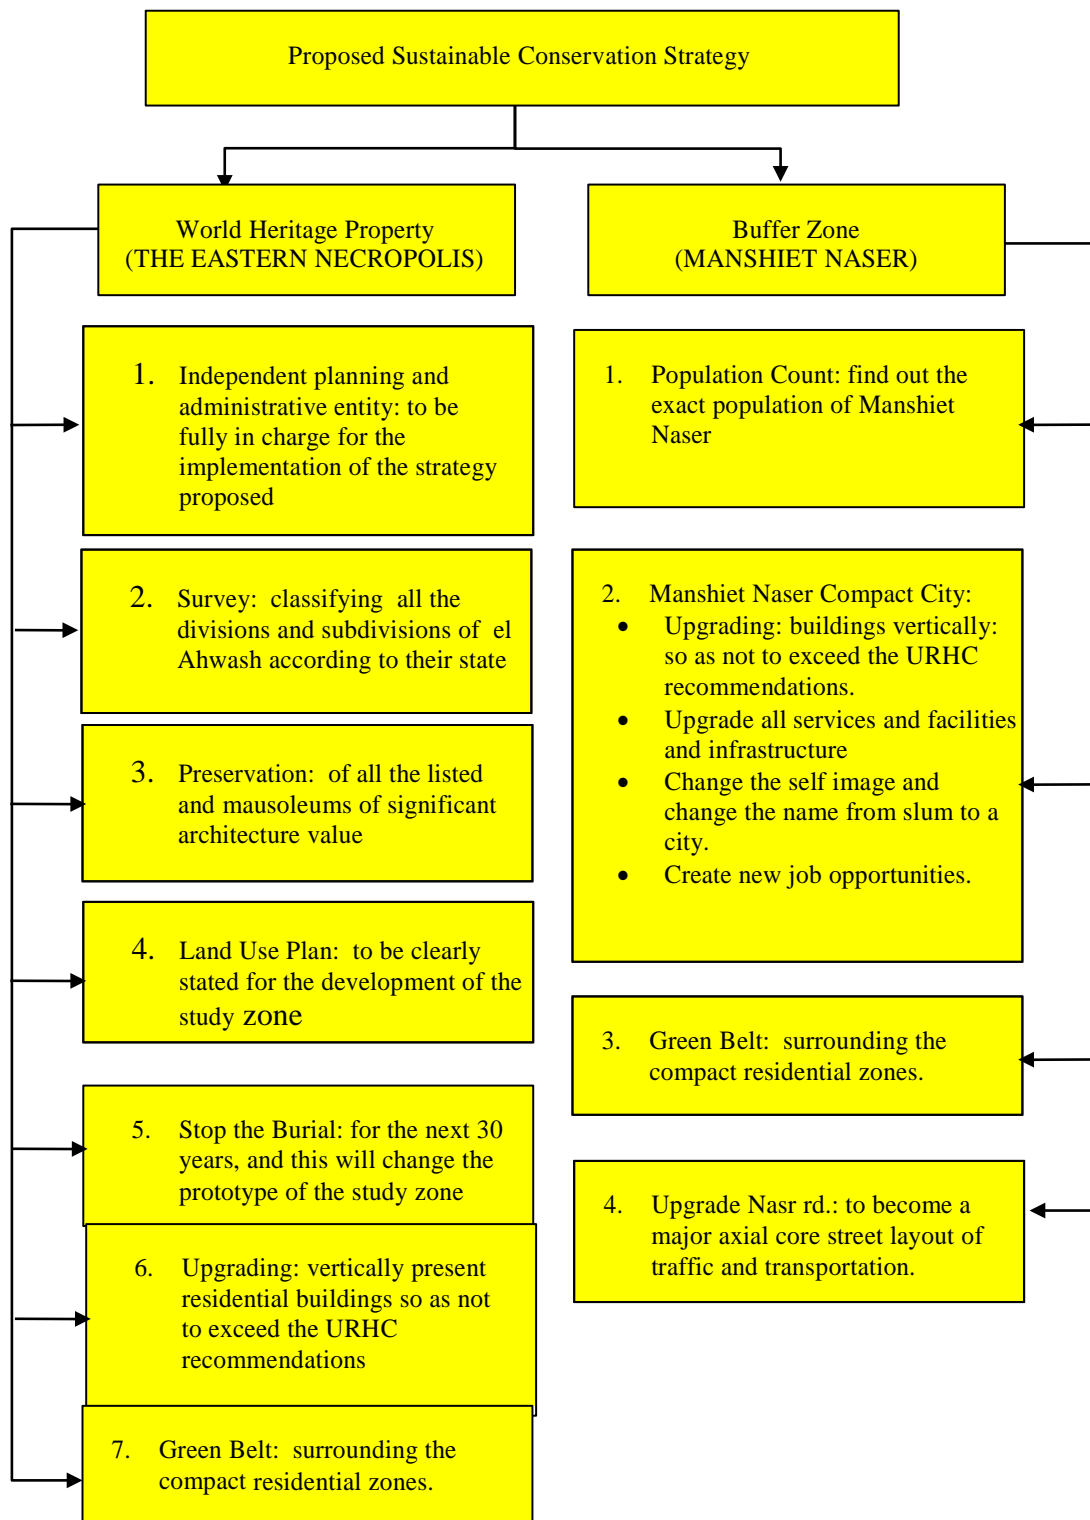 Proposed Sustainable Conservation Strategy
World Heritage Property
(THE EASTERN NECROPOLIS)
Buffer Zone
(MANSHIET NASER)
1. Independent planning and
administrative entity: to be
fully in charge for the
implementation of the strategy
proposed
2. Survey: classifying all the
divisions and subdivisions of el
Ahwash according to their state
3. Preservation: of all the listed
and mausoleums of significant
architecture value
4. Land Use Plan: to be clearly
stated for the development of the
study zone
5. Stop the Burial: for the next 30
years, and this will change the
prototype of the study zone
6. Upgrading: vertically present
residential buildings so as not
to exceed the URHC
recommendations
7. Green Belt: surrounding the
compact residential zones.
1. Population Count: find out the
exact population of Manshiet
Naser
2. Manshiet Naser Compact City:
• Upgrading: buildings vertically:
so as not to exceed the URHC
recommendations.
• Upgrade all services and facilities
and infrastructure
• Change the self image and
change the name from slum to a
city.
• Create new job opportunities.
3. Green Belt: surrounding the
compact residential zones.
4. Upgrade Nasr rd.: to become a
major axial core street layout of
traffic and transportation.